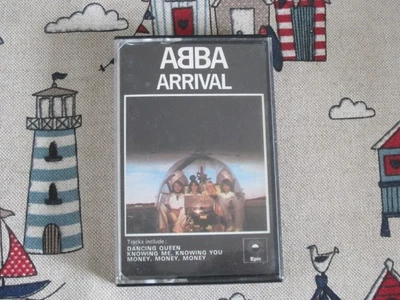 ABBA
ARRIVAL
Tracks include:
DANCING QUEEN
KNOWING ME, KNOWING YOU
MONEY, MONEY, MONEY
Epic